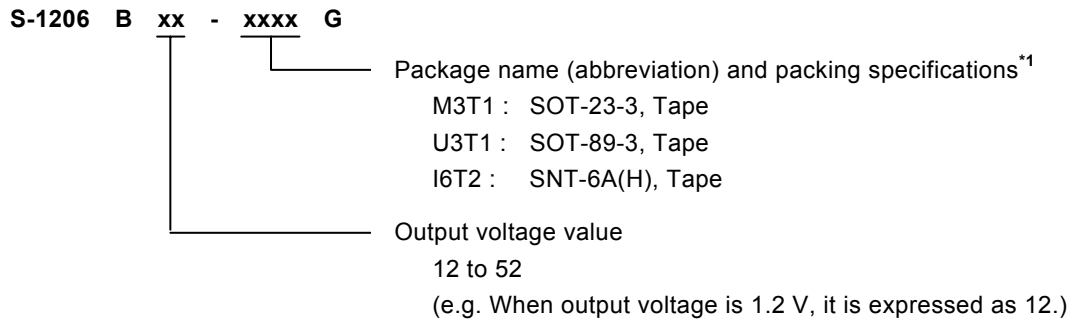 S-1206 B xx - xxxx G
Package name (abbreviation) and packing specifications*1
M3T1 : SOT-23-3, Tape
U3T1 : SOT-89-3, Tape
I6T2 : SNT-6A(H), Tape
Output voltage value
12 to 52
(e.g. When output voltage is 1.2 V, it is expressed as 12.)